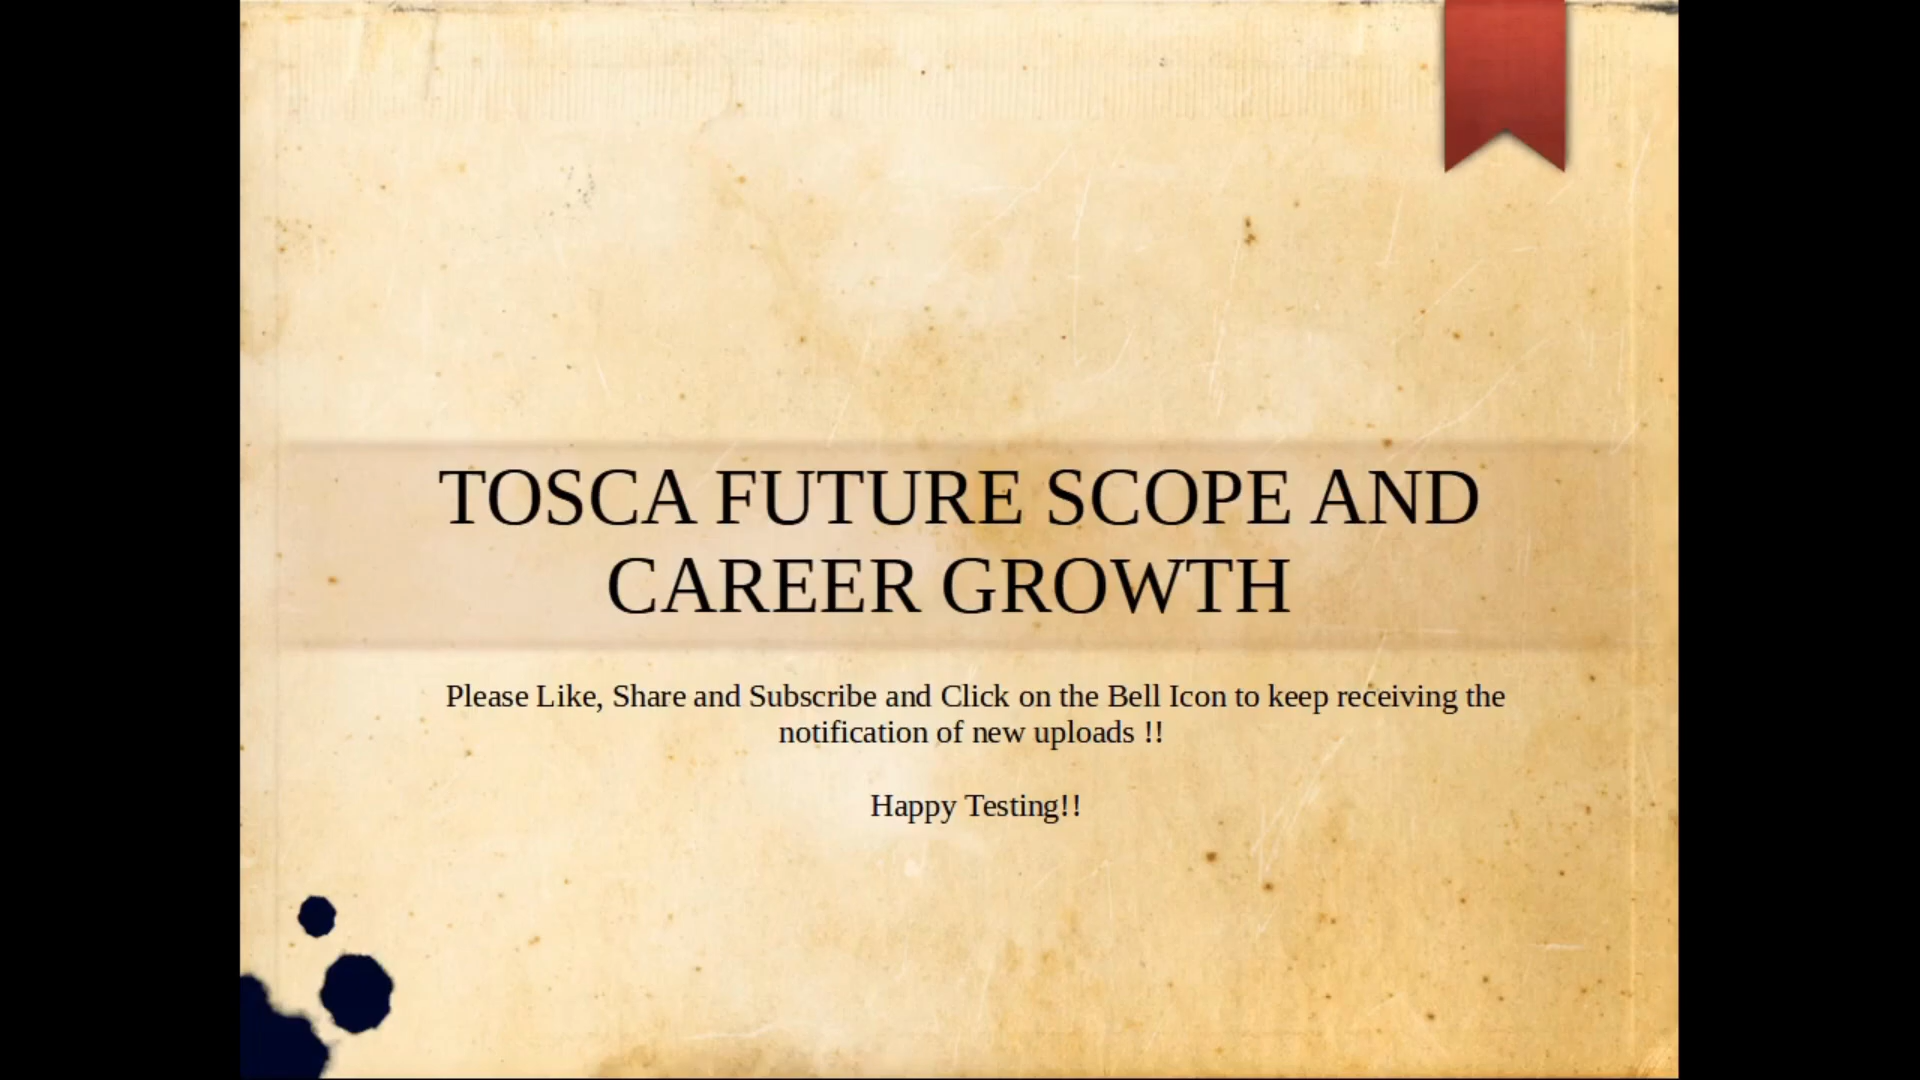 TOSCA FUTURE SCOPE AND
CAREER GROWTH
Please Like, Share and Subscribe and Click on the Bell Icon to keep receiving the
notification of new uploads !!
Happy Testing!!